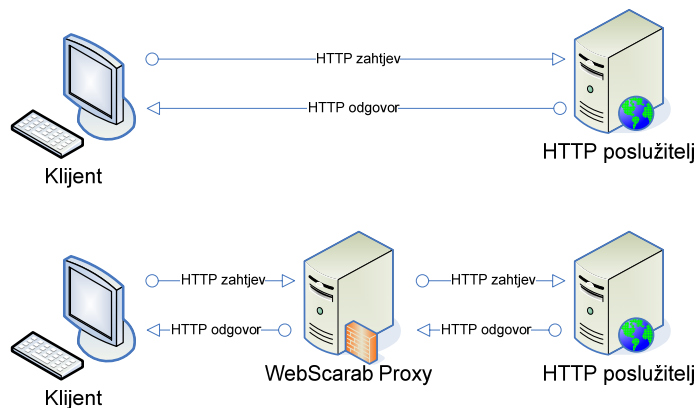 HTTP zahtjev
HTTP odgovor
HTTP poslužitelj
Klijent
HTTP zahtjev
HTTP zahtjev
HTTP odgovor
HTTP odgovor
WebScarab Proxy
HTTP poslužitelj
Klijent